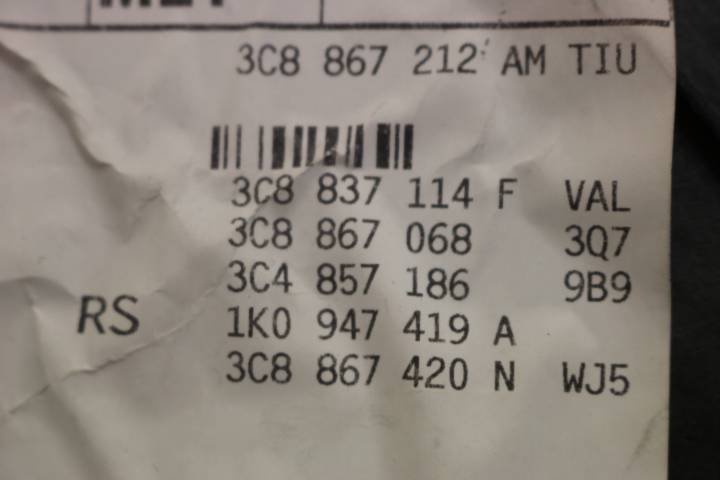 3C8 867 212 AM TIU
3C8 837 114 F VAL
3C8 867 068 3Q7
3C4 857 186 9B9
RS 1K0 947 419 A
3C8 867 420 N WJ5